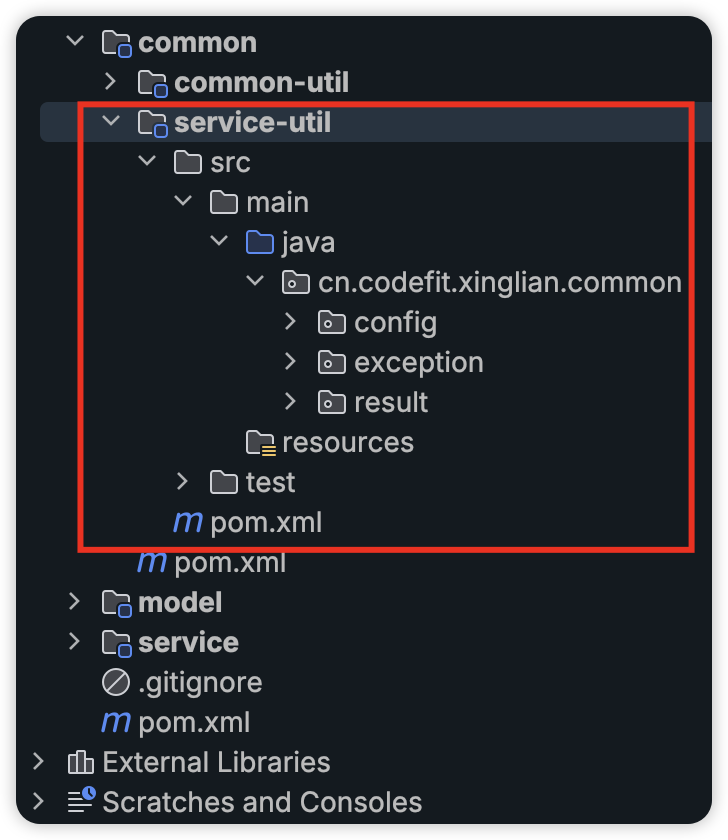 common
common-util
service-util
src
main
java
cn.codefit.xinglian.common
config
exception
result
resources
test
pom.xml
pom.xml
model
service
.gitignore
pom.xml
External Libraries
Scratches and Consoles